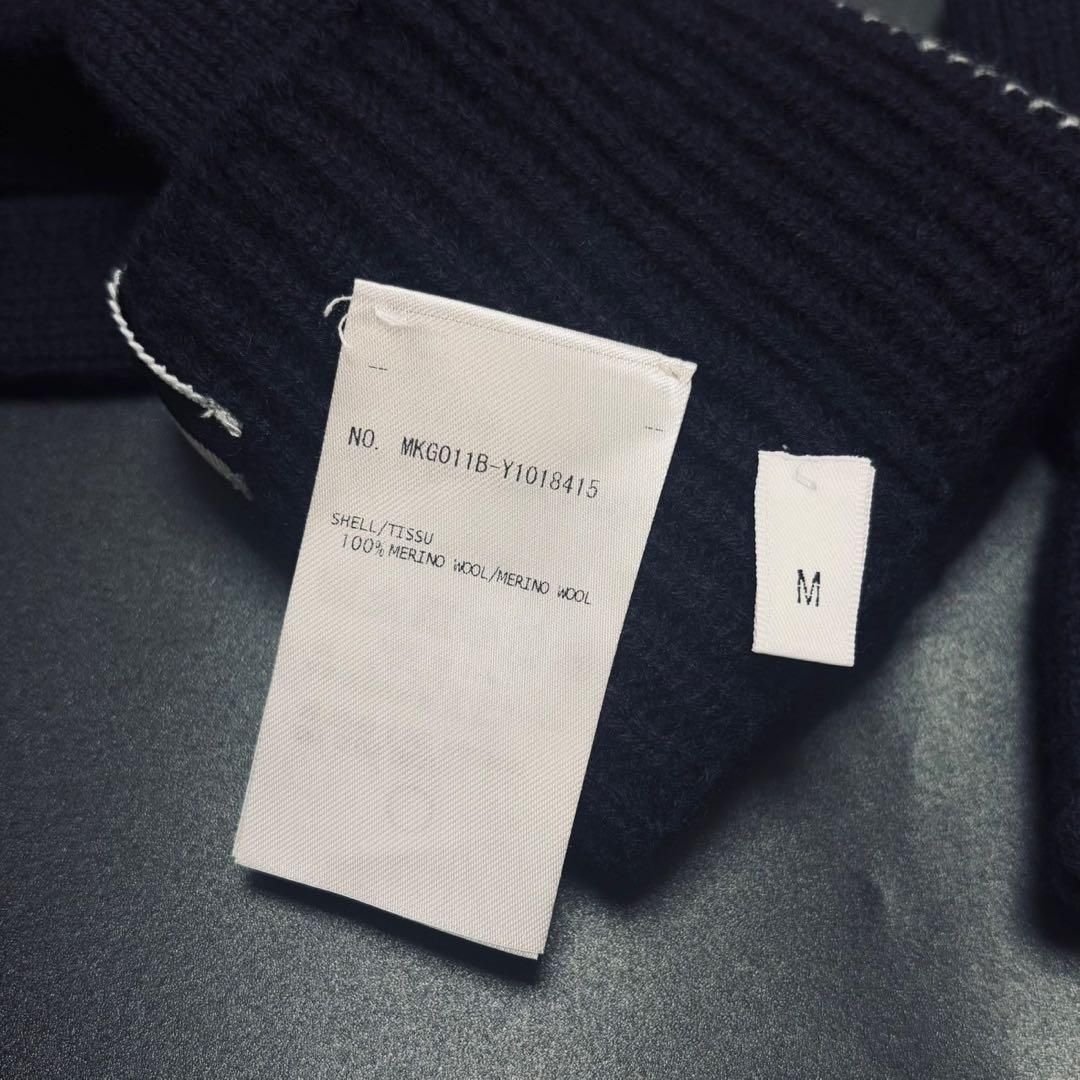 NO. MKG011B-Y1018415
SHELL/TISSU
100% MERINO WOOL/MERINO WOOL
M